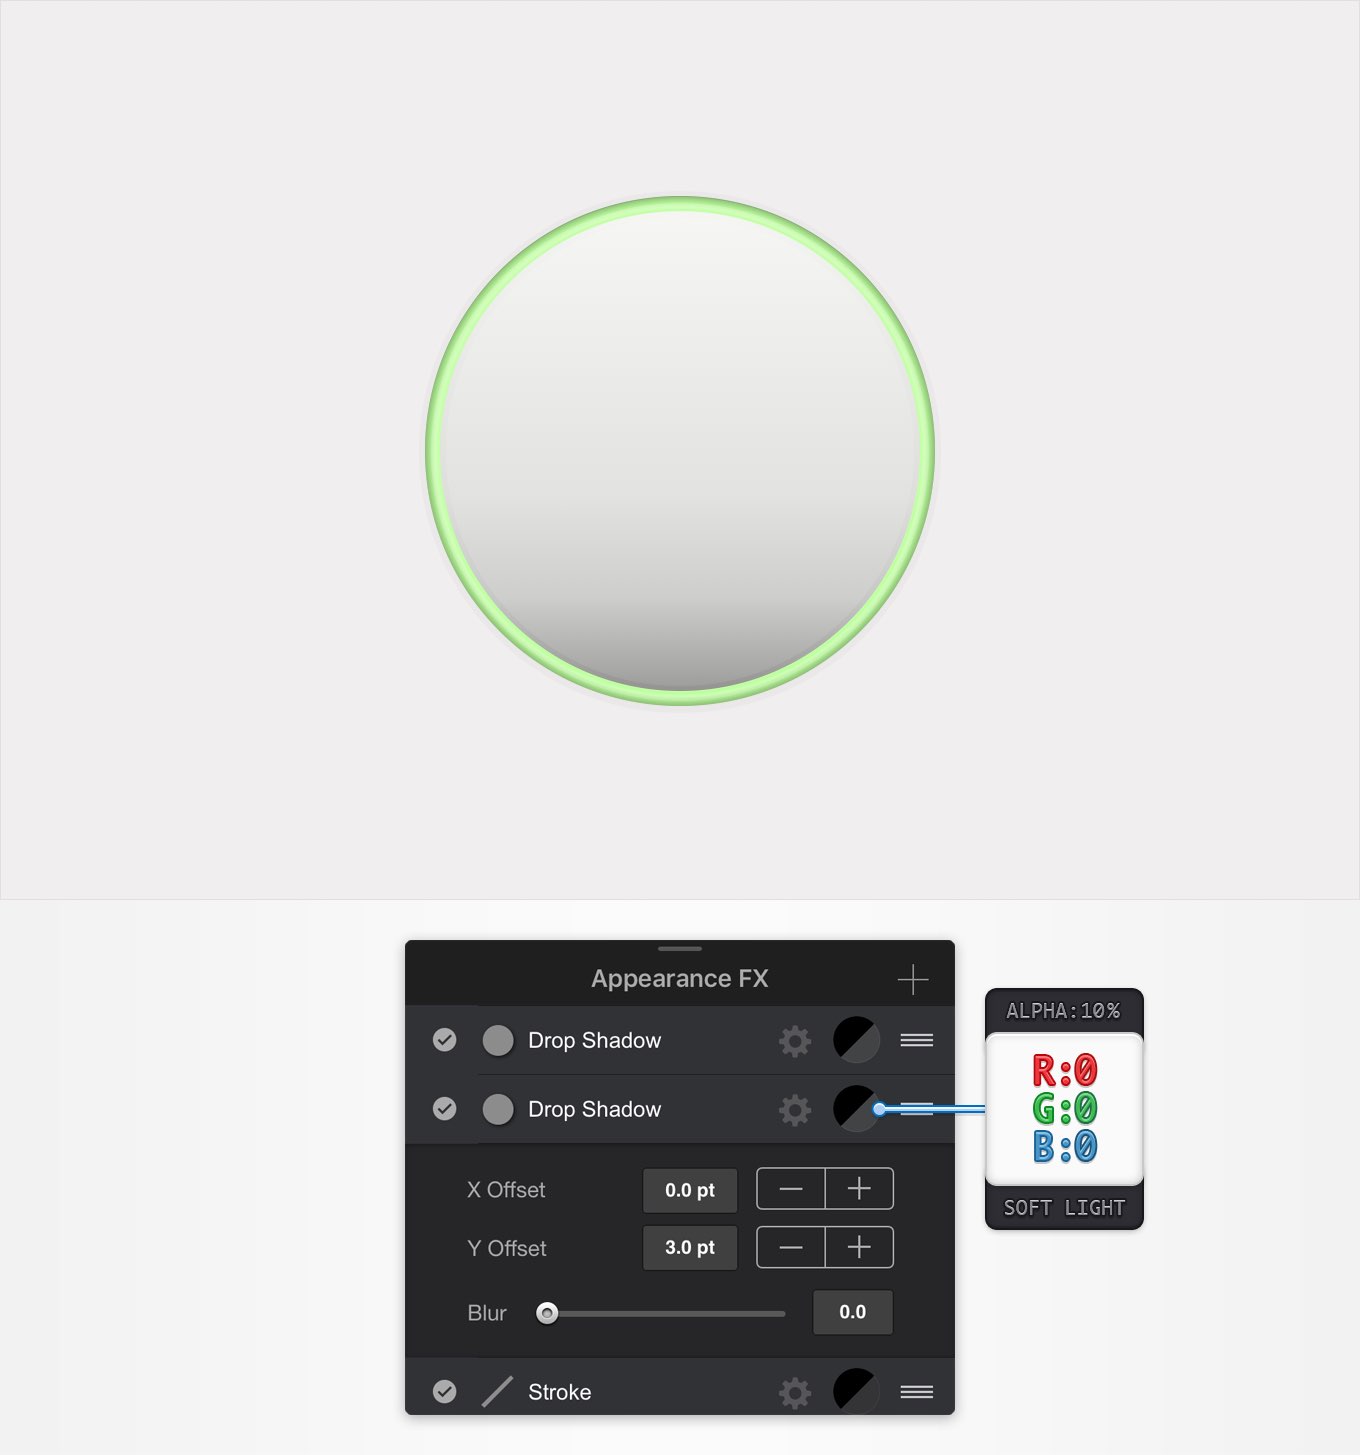 Appearance FX
Drop Shadow
Drop Shadow
X Offset 0.0 pt
Y Offset 3.0 pt
Blur 0.0
Stroke
ALPHA:10%
R:0
G:0
B:0
SOFT LIGHT